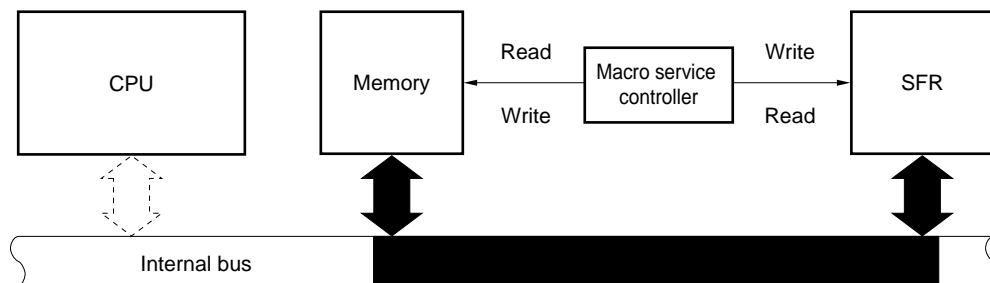 CPU
Memory
Read
Write
Macro service
controller
Write
Read
SFR
Internal bus